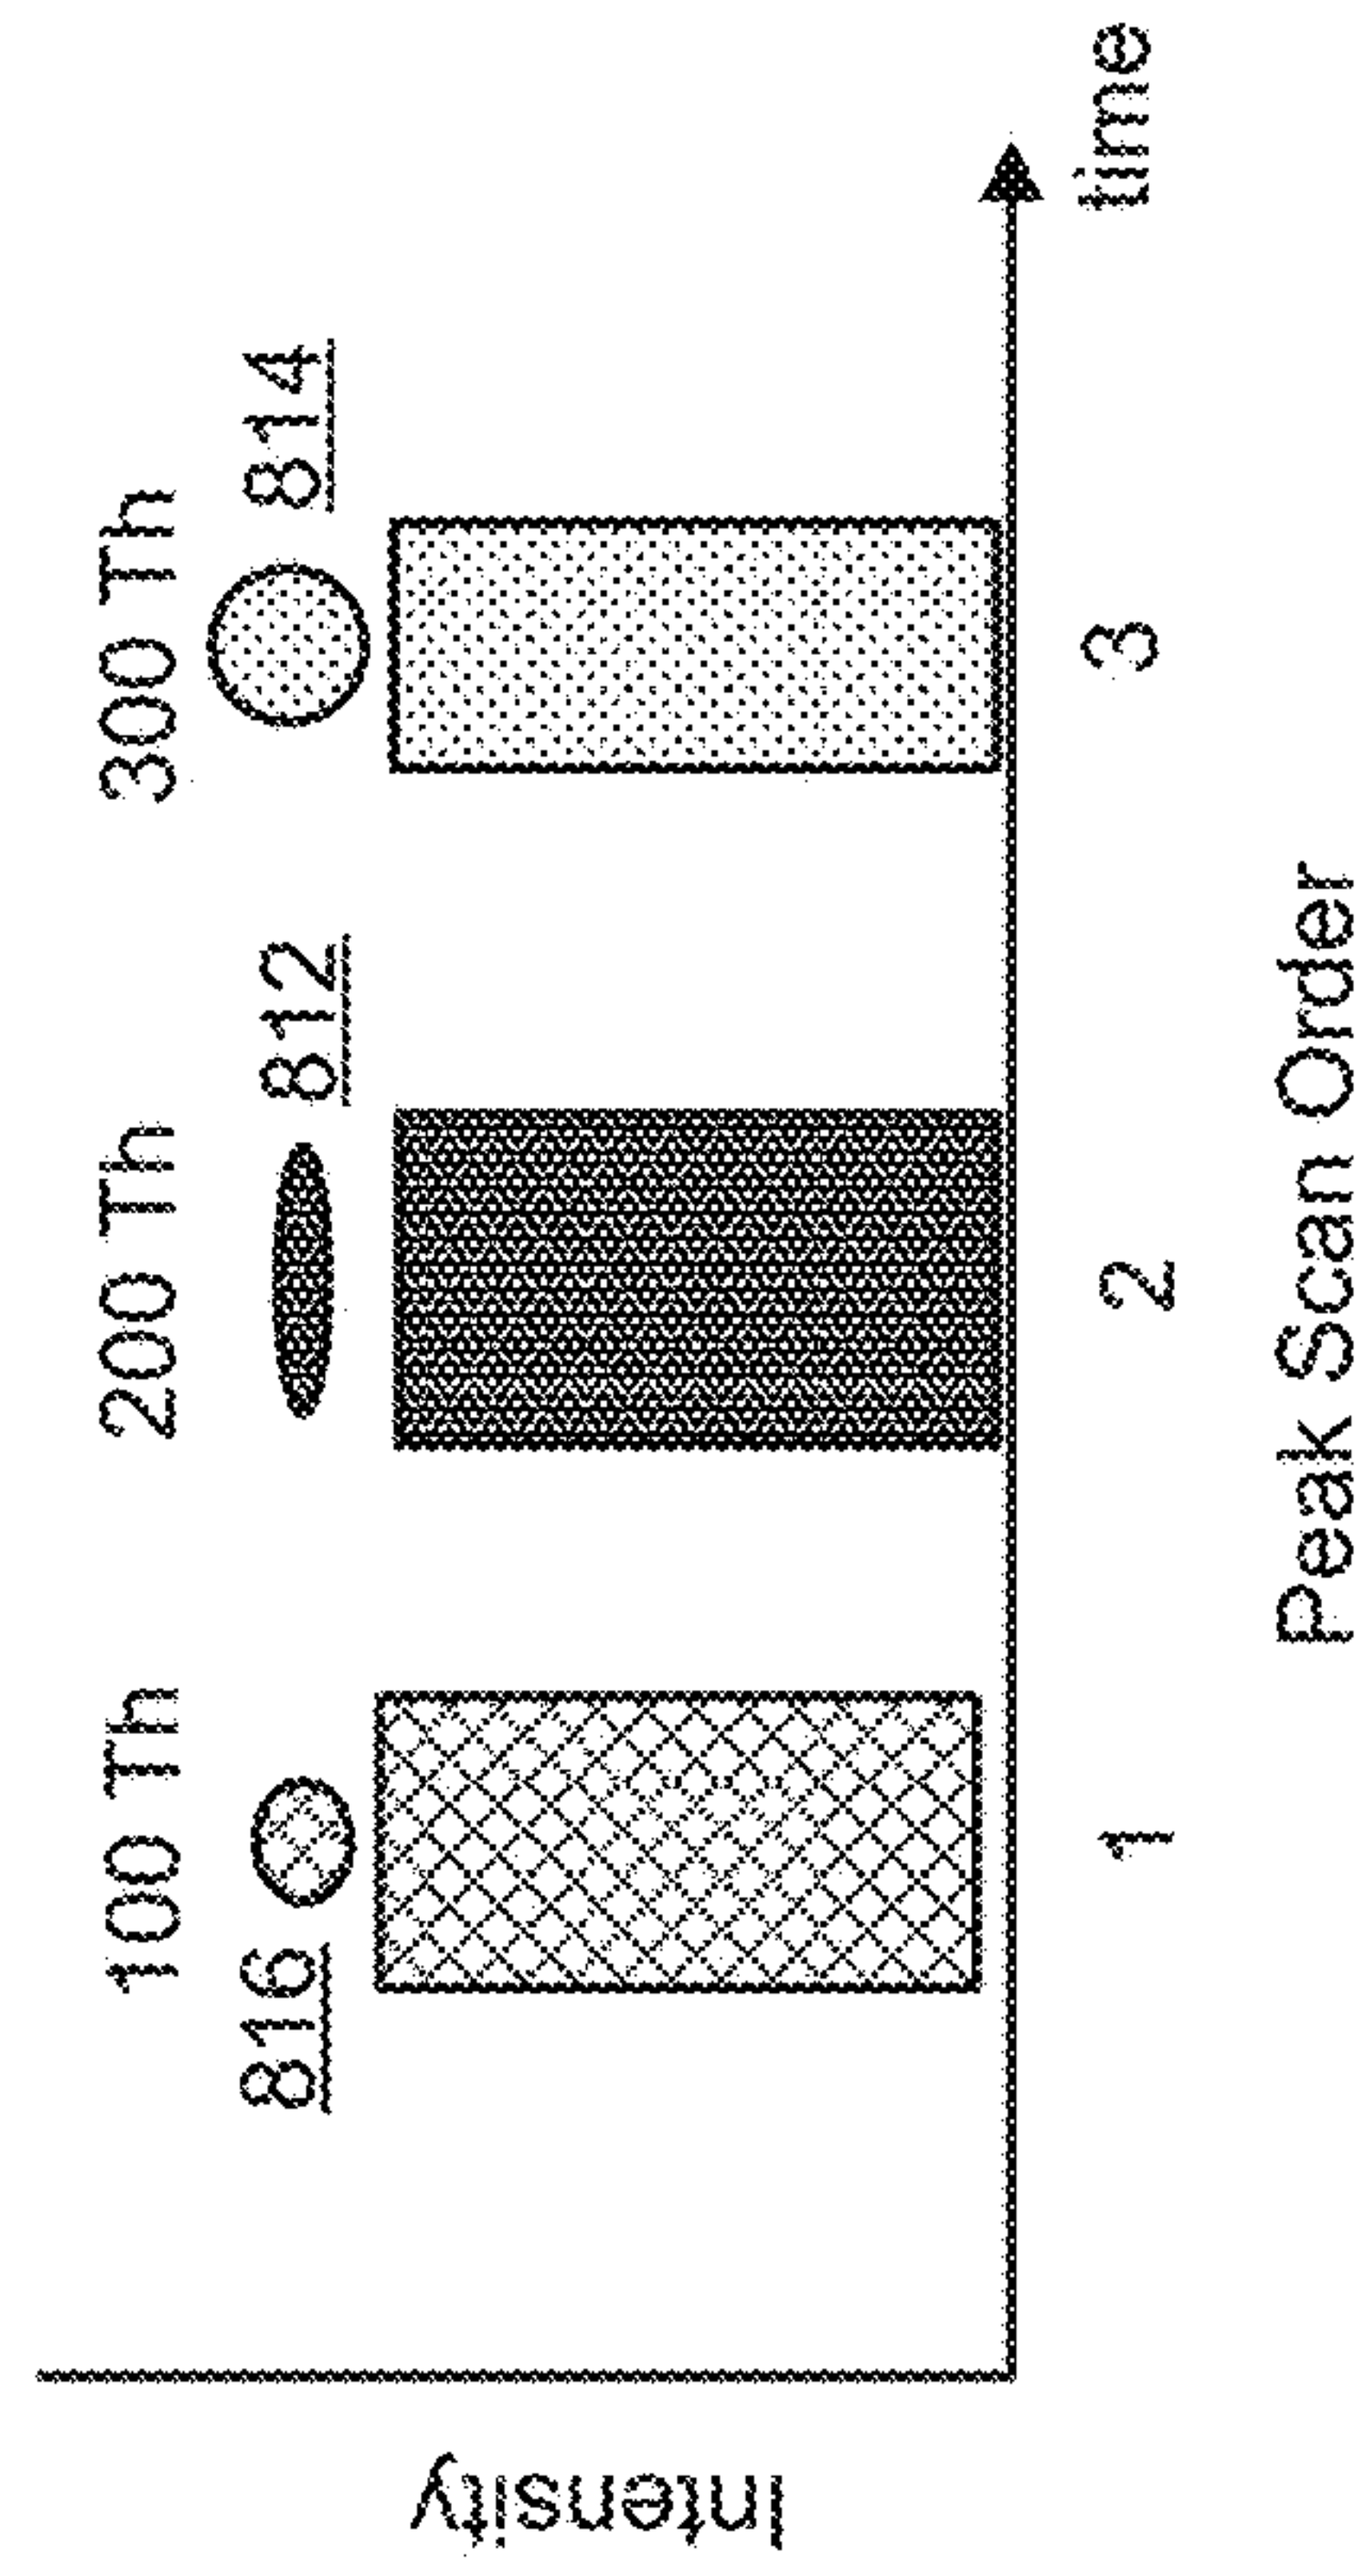 100 Th 200 Th 300 Th
816 812 814
Intensity
time
1 2 3
Peak Scan Order